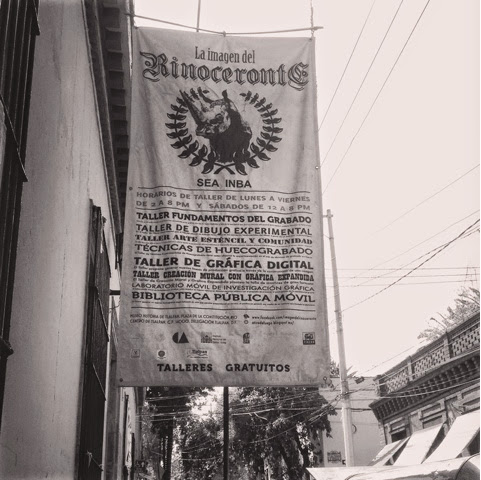 La imagen del
Rinoceronte
SEA INBA
HORARIOS DE TALLER DE LUNES A VIERNES
DE 2 A 8 PM Y SÁBADOS DE 12 A 8 PM
TALLER FUNDAMENTOS DEL GRABADO
TALLER DE DIBUJO EXPERIMENTAL
TALLER ARTE ESTÉNCIL Y COMUNIDAD
TÉCNICAS DE HUECOGRABADO
TALLER DE GRÁFICA DIGITAL
TALLER CREACIÓN MURAL CON GRÁFICA EXPANDIDA
LABORATORIO MÓVIL DE INVESTIGACIÓN GRÁFICA
BIBLIOTECA PÚBLICA MÓVIL
TALLERES GRATUITOS